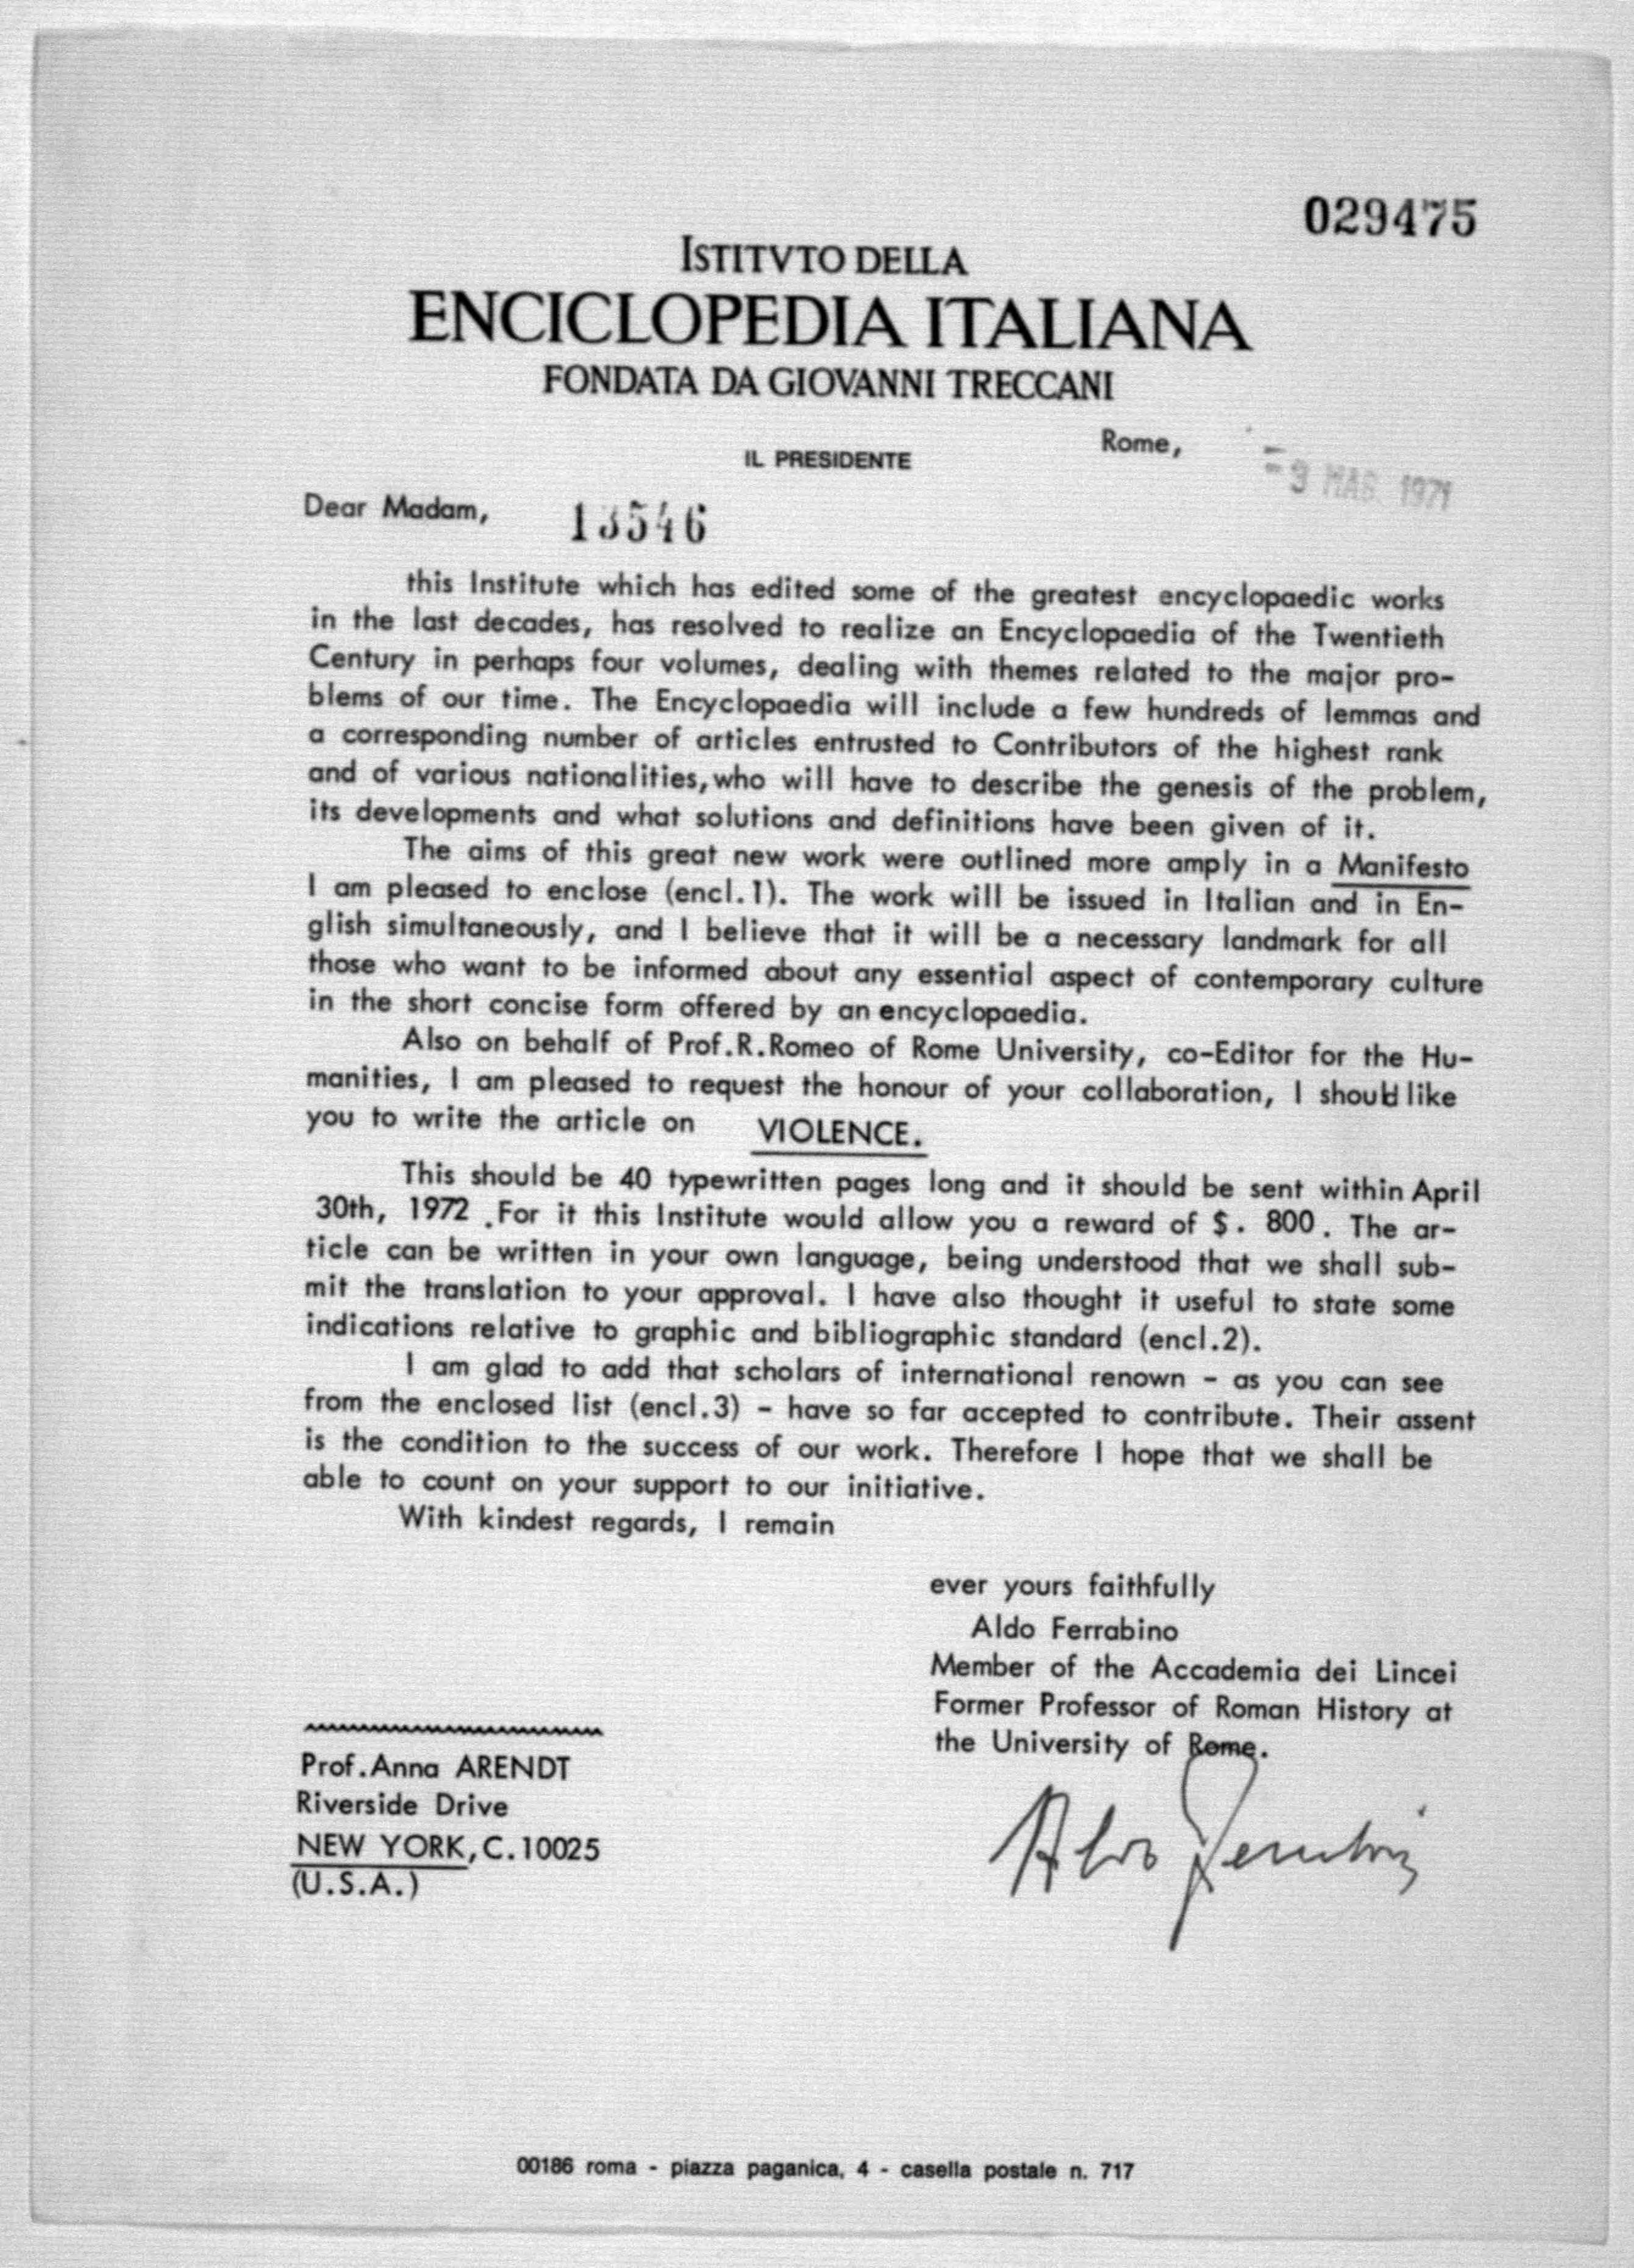 029475
ISTITVTO DELLA
ENCICLOPEDIA ITALIANA
FONDATA DA GIOVANNI TRECCANI
IL PRESIDENTE
Rome,
-9 MAG. 1971
Dear Madam,
13546
this Institute which has edited some of the greatest encyclopaedic works
in the last decades, has resolved to realize an Encyclopaedia of the Twentieth
Century in perhaps four volumes, dealing with themes related to the major pro-
blems of our time. The Encyclopaedia will include a few hundreds of lemmas and
a corresponding number of articles entrusted to Contributors of the highest rank
and of various nationalities, who will have to describe the genesis of the problem,
its developments and what solutions and definitions have been given of it.
The aims of this great new work were outlined more amply in a Manifesto
I am pleased to enclose (encl.1). The work will be issued in Italian and in En-
glish simultaneously, and I believe that it will be a necessary landmark for all
those who want to be informed about any essential aspect of contemporary culture
in the short concise form offered by an encyclopaedia.
Also on behalf of Prof.R.Romeo of Rome University, co-Editor for the Hu-
manities, I am pleased to request the honour of your collaboration, I should like
you to write the article on VIOLENCE.
This should be 40 typewritten pages long and it should be sent within April
30th, 1972 .For it this Institute would allow you a reward of $. 800. The ar-
ticle can be written in your own language, being understood that we shall sub-
mit the translation to your approval. I have also thought it useful to state some
indications relative to graphic and bibliographic standard (encl.2).
I am glad to add that scholars of international renown - as you can see
from the enclosed list (encl.3) - have so far accepted to contribute. Their assent
is the condition to the success of our work. Therefore I hope that we shall be
able to count on your support to our initiative.
With kindest regards, I remain
ever yours faithfully
Aldo Ferrabino
Member of the Accademia dei Lincei
Former Professor of Roman History at
the University of Rome.
Aldo Ferrabino
Prof.Anna ARENDT
Riverside Drive
NEW YORK, C.10025
(U.S.A.)
00186 roma - piazza paganica, 4 - casella postale n. 717